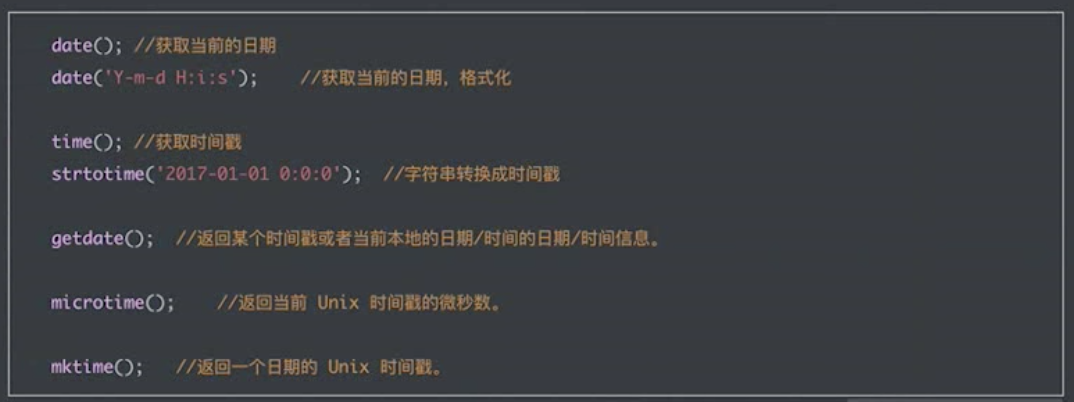 date(); //获取当前的日期
date('Y-m-d H:i:s');    //获取当前的日期，格式化
time(); //获取时间戳
strtotime('2017-01-01 0:0:0');  //字符串转换成时间戳
getdate();  //返回某个时间戳或者当前本地的日期/时间的日期/时间信息。
microtime();    //返回当前 Unix 时间戳的微秒数。
mktime();   //返回一个日期的 Unix 时间戳。